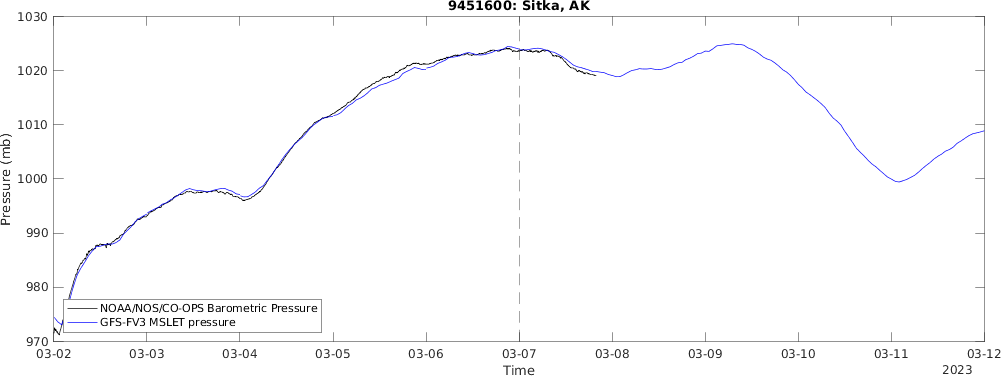 9451600: Sitka, AK
1030
1020
1010
1000
990
980
970
Pressure (mb)
NOAA/NOS/CO-OPS Barometric Pressure
GFS-FV3 MSLET pressure
03-02 03-03 03-04 03-05 03-06 03-07 03-08 03-09 03-10 03-11 03-12
Time
2023